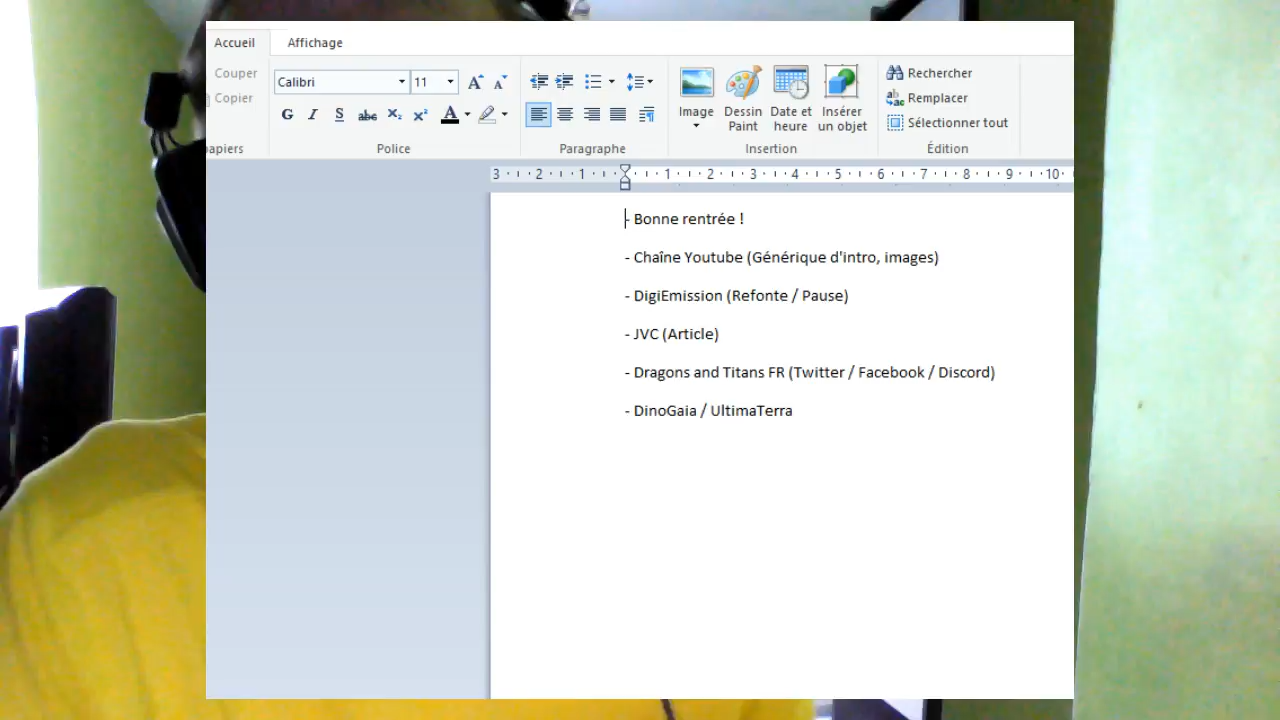 Accueil Affichage
Couper
Copier
Calibri 11
G I S abc X₂ X² A
Image
Dessin Paint
Date et heure
Insérer un objet
Rechercher
Remplacer
Sélectionner tout
Police Paragraphe Insertion Édition
3 2 1 1 2 3 4 5 6 7 8 9 10
- Bonne rentrée !
- Chaîne Youtube (Générique d'intro, images)
- DigiEmission (Refonte / Pause)
- JVC (Article)
- Dragons and Titans FR (Twitter / Facebook / Discord)
- DinoGaia / UltimaTerra